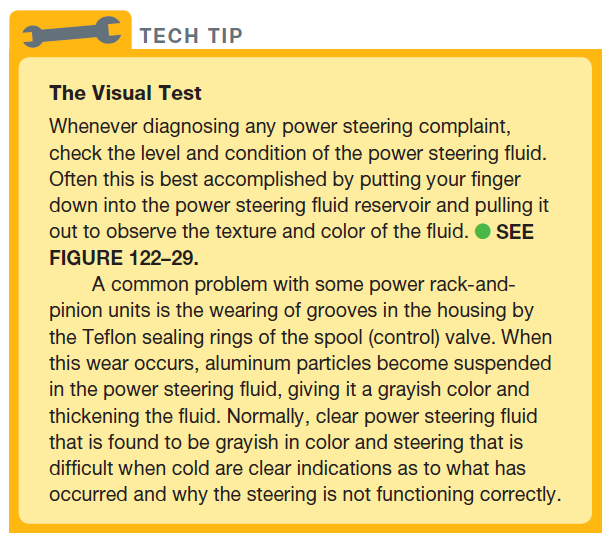 TECH TIP
The Visual Test
Whenever diagnosing any power steering complaint,
check the level and condition of the power steering fluid.
Often this is best accomplished by putting your finger
down into the power steering fluid reservoir and pulling it
out to observe the texture and color of the fluid. ● SEE
FIGURE 122–29.
A common problem with some power rack-and-
pinion units is the wearing of grooves in the housing by
the Teflon sealing rings of the spool (control) valve. When
this wear occurs, aluminum particles become suspended
in the power steering fluid, giving it a grayish color and
thickening the fluid. Normally, clear power steering fluid
that is found to be grayish in color and steering that is
difficult when cold are clear indications as to what has
occurred and why the steering is not functioning correctly.